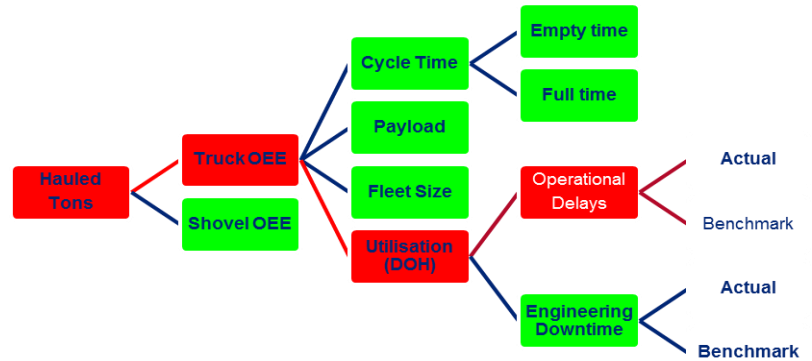 Hauled
Tons
Truck OEE
Shovel OEE
Cycle Time
Payload
Fleet Size
Utilisation
(DOH)
Empty time
Full time
Operational
Delays
Engineering
Downtime
Actual
Benchmark
Actual
Benchmark